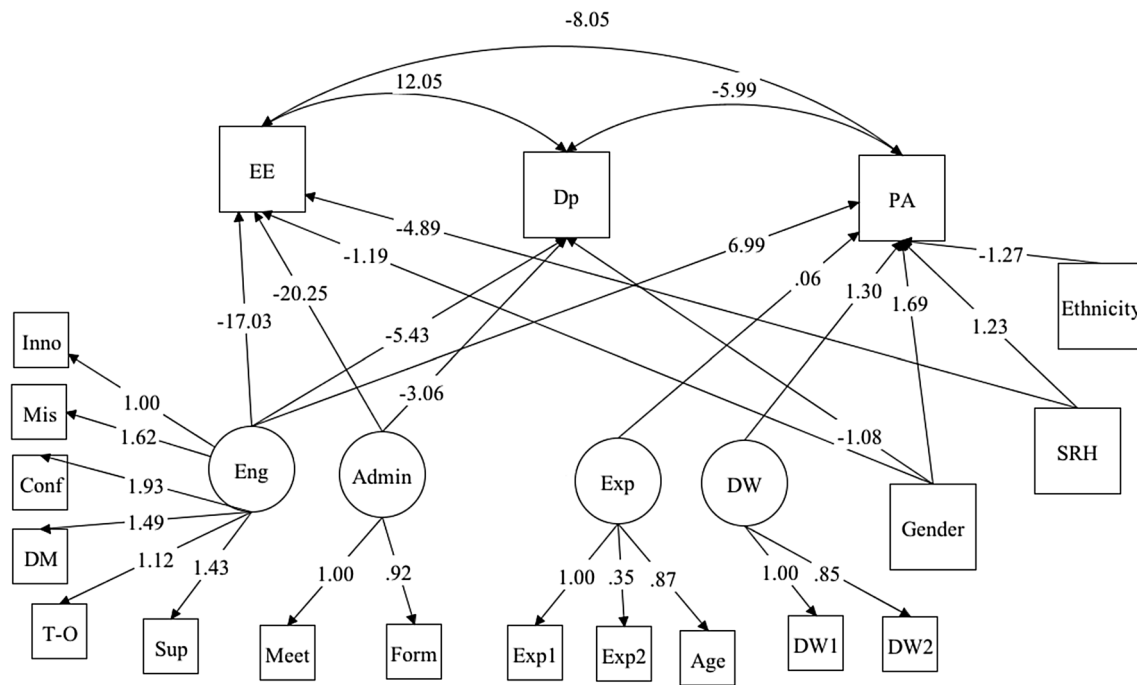 -8.05
12.05
-5.99
EE
Dp
PA
-4.89
6.99
-1.19
-1.27
.06
-20.25
1.30
1.69
Ethnicity
-17.03
-5.43
1.23
Inno
-3.06
1.00
Mis
1.62
-1.08
SRH
Eng
Admin
Exp
DW
Conf
1.93
1.49
Gender
DM
1.12
1.43
1.00
.92
1.00
.35
.87
1.00
.85
T-O
Sup
Meet
Form
Exp1
Exp2
Age
DW1
DW2